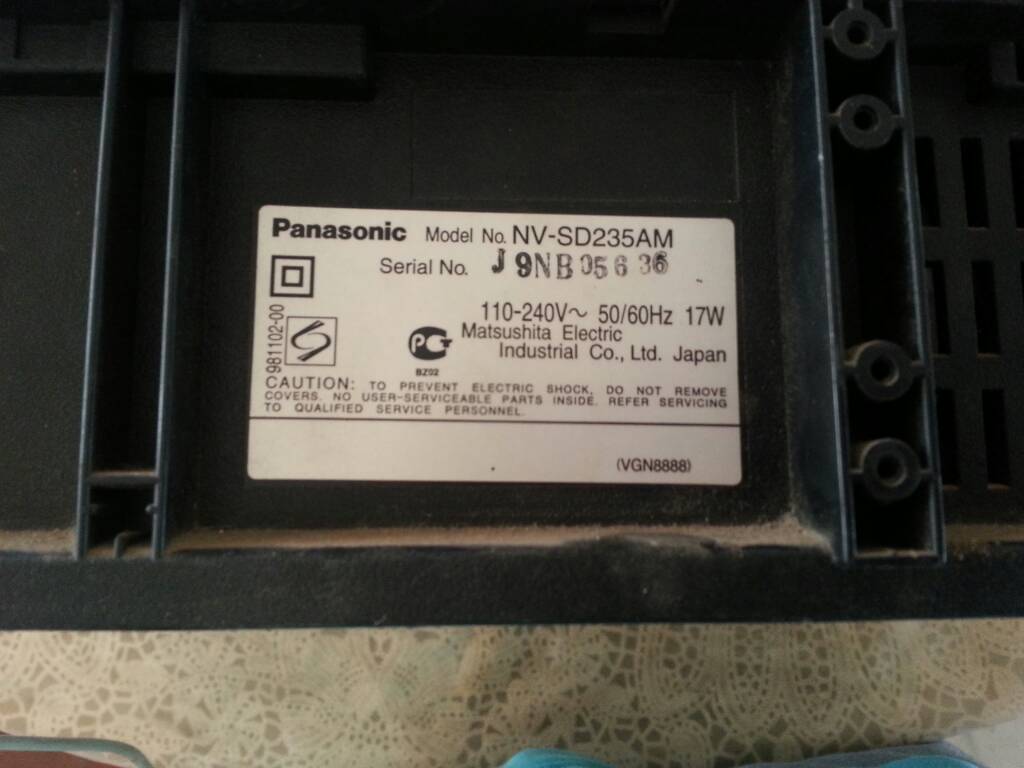 Panasonic Model No. NV-SD235AM
Serial No. J9NB05636
110-240V~ 50/60Hz 17W
981102-00
Matsushita Electric
Industrial Co., Ltd. Japan
BZ02
CAUTION: TO PREVENT ELECTRIC SHOCK, DO NOT REMOVE
COVERS. NO USER-SERVICEABLE PARTS INSIDE. REFER SERVICING
TO QUALIFIED SERVICE PERSONNEL.
(VGN8888)